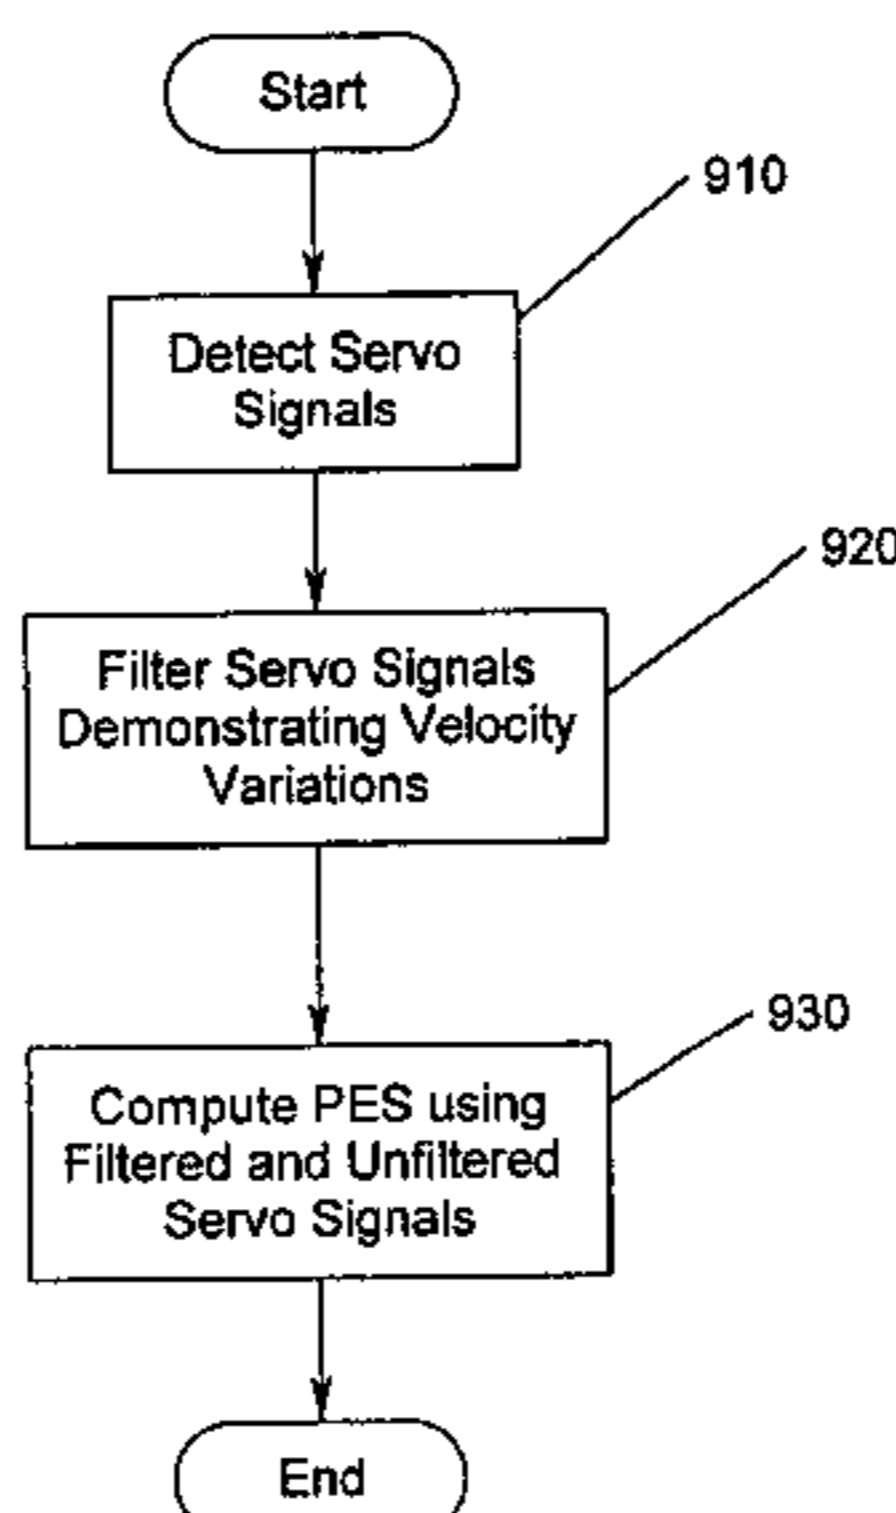 Start
910
Detect Servo
Signals
920
Filter Servo Signals
Demonstrating Velocity
Variations
930
Compute PES using
Filtered and Unfiltered
Servo Signals
End